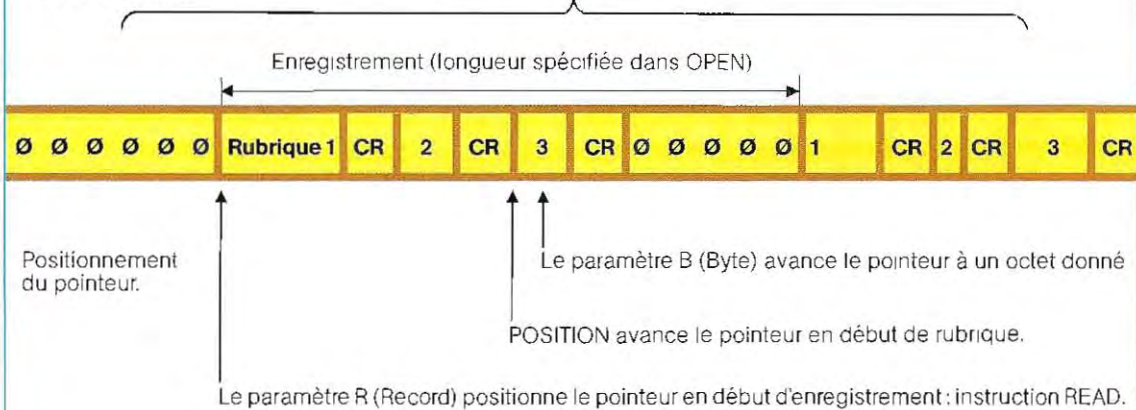 Enregistrement (longueur spécifiée dans OPEN)
Ø Ø Ø Ø Ø Ø Rubrique 1 CR 2 CR 3 CR Ø Ø Ø Ø Ø 1 CR 2 CR 3 CR
Positionnement
du pointeur.
Le paramètre B (Byte) avance le pointeur à un octet donné
POSITION avance le pointeur en début de rubrique.
Le paramètre R (Record) positionne le pointeur en début d'enregistrement : instruction READ.